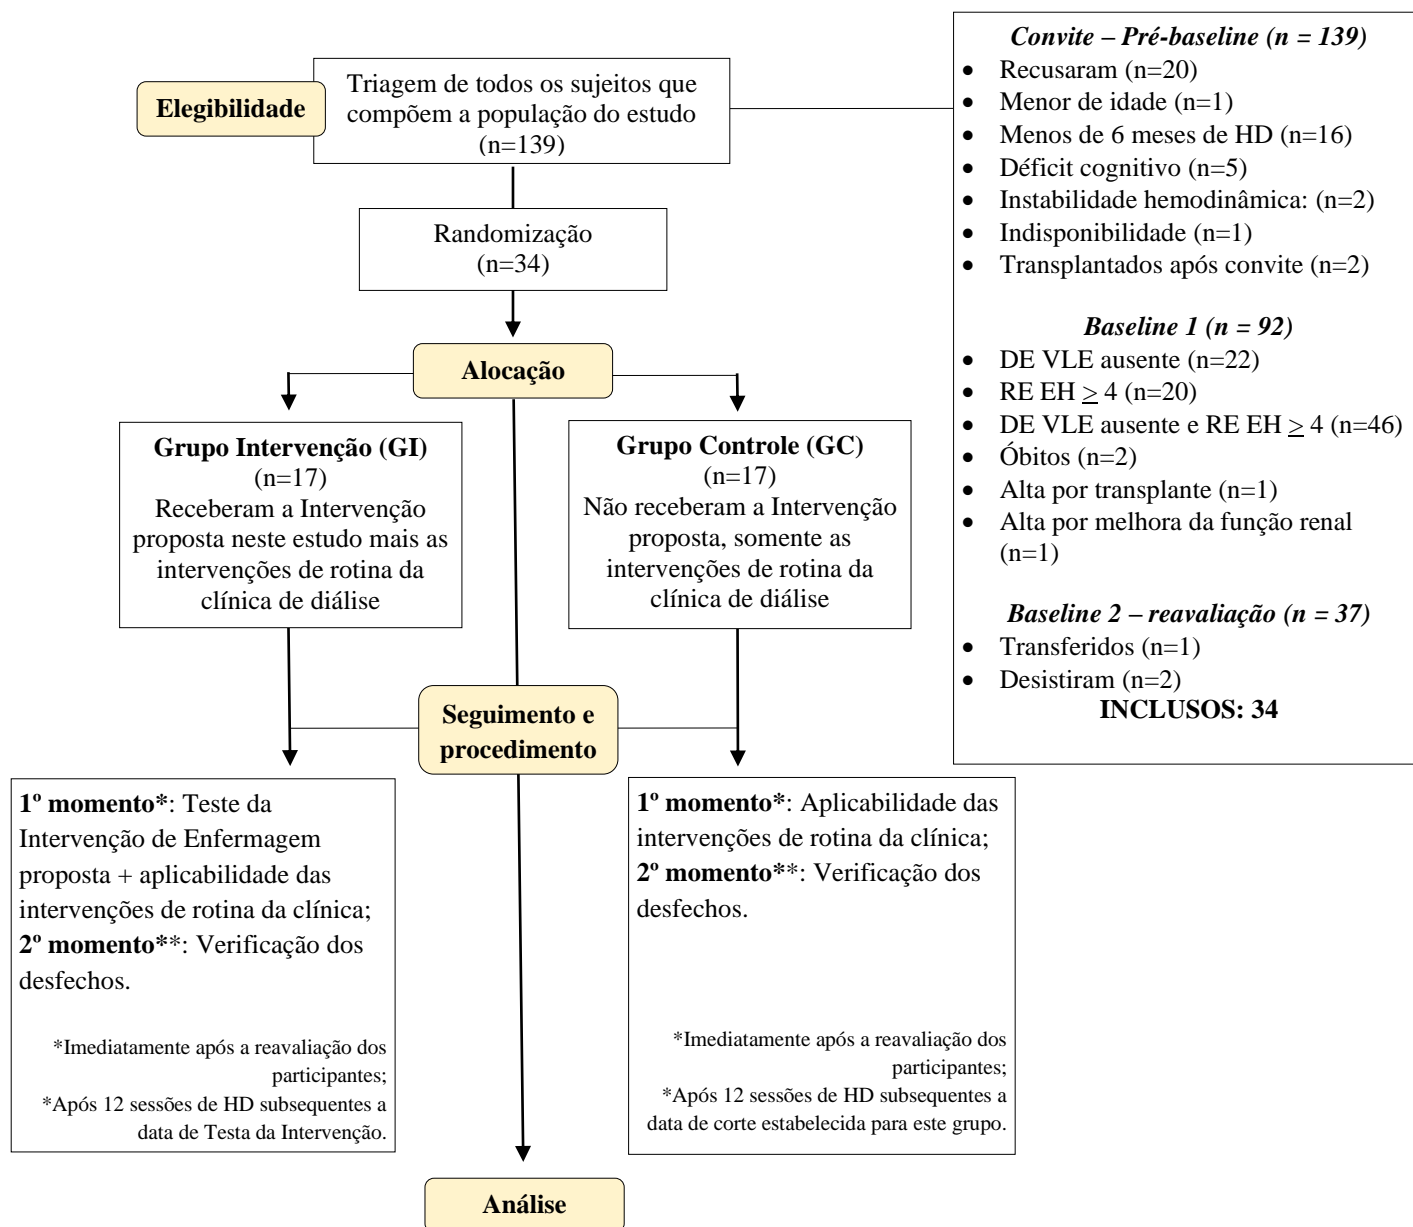 Elegibilidade
Triagem de todos os sujeitos que
compõem a população do estudo
(n=139)
Convite – Pré-baseline (n = 139)
• Recusaram (n=20)
• Menor de idade (n=1)
• Menos de 6 meses de HD (n=16)
• Déficit cognitivo (n=5)
• Instabilidade hemodinâmica: (n=2)
• Indisponibilidade (n=1)
• Transplantados após convite (n=2)
Baseline 1 (n = 92)
• DE VLE ausente (n=22)
• RE EH ≥ 4 (n=20)
• DE VLE ausente e RE EH ≥ 4 (n=46)
• Óbitos (n=2)
• Alta por transplante (n=1)
• Alta por melhora da função renal
(n=1)
Baseline 2 – reavaliação (n = 37)
• Transferidos (n=1)
• Desistiram (n=2)
INCLUSOS: 34
Randomização
(n=34)
Alocação
Grupo Intervenção (GI)
(n=17)
Receberam a Intervenção
proposta neste estudo mais as
intervenções de rotina da
clínica de diálise
Grupo Controle (GC)
(n=17)
Não receberam a Intervenção
proposta, somente as
intervenções de rotina da
clínica de diálise
Seguimento e
procedimento
1º momento*: Teste da
Intervenção de Enfermagem
proposta + aplicabilidade das
intervenções de rotina da clínica;
2º momento**: Verificação dos
desfechos.
*Imediatamente após a reavaliação dos
participantes;
*Após 12 sessões de HD subsequentes a
data de Testa da Intervenção.
1º momento*: Aplicabilidade das
intervenções de rotina da clínica;
2º momento**: Verificação dos
desfechos.
*Imediatamente após a reavaliação dos
participantes;
*Após 12 sessões de HD subsequentes a
data de corte estabelecida para este grupo.
Análise